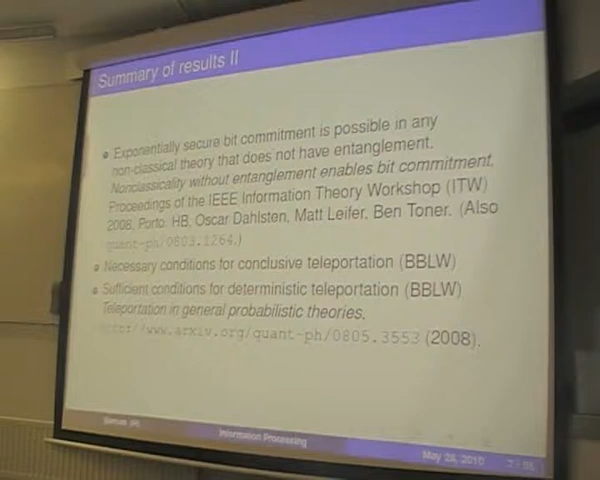 Summary of results II
Exponentially secure bit commitment is possible in any
non-classical theory that does not have entanglement.
Nonclassicality without entanglement enables bit commitment.
Proceedings of the IEEE Information Theory Workshop (ITW)
2008, Porto. HB, Oscar Dahlsten, Matt Leifer, Ben Toner. (Also
quant-ph/0803.1264.)
Necessary conditions for conclusive teleportation (BBLW)
Sufficient conditions for deterministic teleportation (BBLW)
Teleportation in general probabilistic theories.
http://www.arxiv.org/quant-ph/0805.3553 (2008).
Information Processing
May 28, 2010